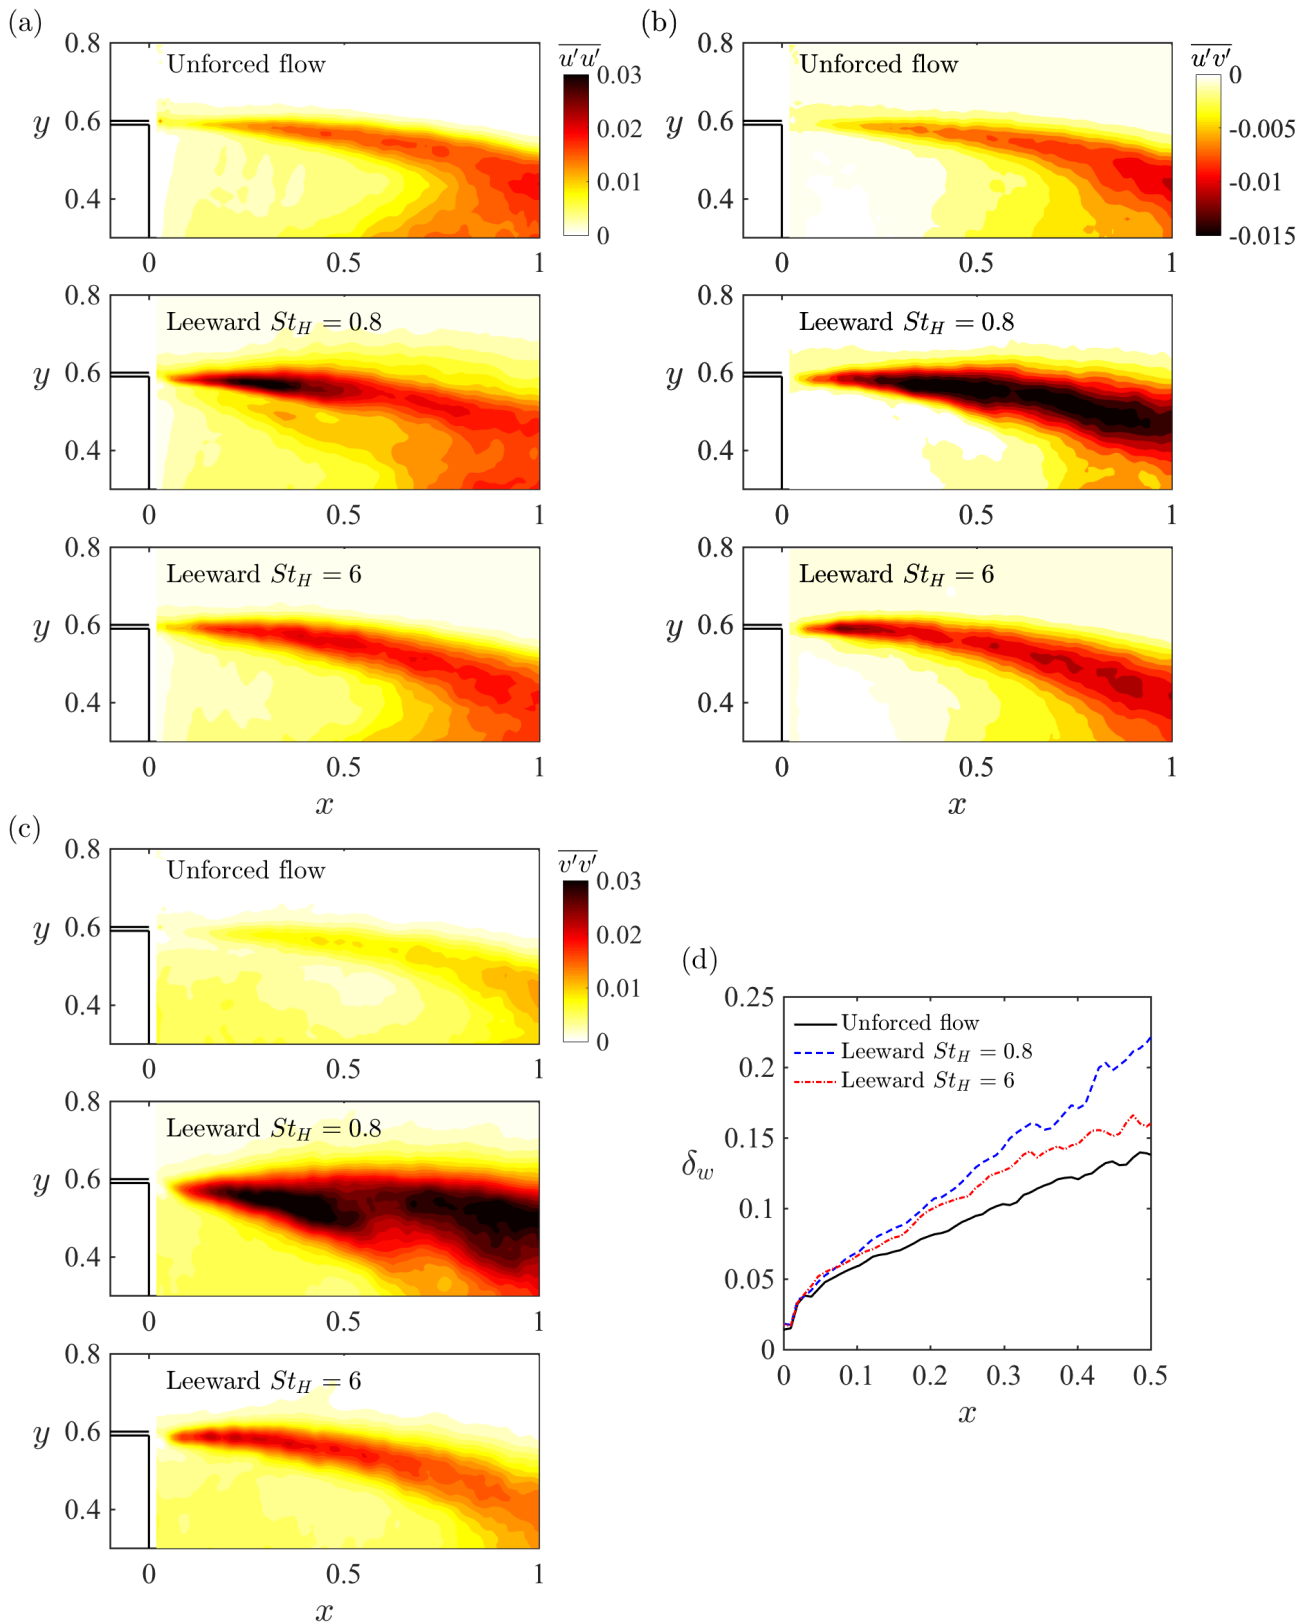 (a)
0.8
Unforced flow
y 0.6
0.4
0 0.5 1
$\overline{u'u'}$
0.03
0.02
0.01
0
0.8
Leeward $St_H = 0.8$
y 0.6
0.4
0 0.5 1
0.8
Leeward $St_H = 6$
y 0.6
0.4
0 0.5 1
x
(b)
0.8
Unforced flow
y 0.6
0.4
0 0.5 1
$\overline{u'v'}$
0
-0.005
-0.01
-0.015
0.8
Leeward $St_H = 0.8$
y 0.6
0.4
0 0.5 1
0.8
Leeward $St_H = 6$
y 0.6
0.4
0 0.5 1
x
(c)
0.8
Unforced flow
y 0.6
0.4
0 0.5 1
$\overline{v'v'}$
0.03
0.02
0.01
0
0.8
Leeward $St_H = 0.8$
y 0.6
0.4
0 0.5 1
0.8
Leeward $St_H = 6$
y 0.6
0.4
0 0.5 1
x
(d)
0.25
Unforced flow
Leeward $St_H = 0.8$
Leeward $St_H = 6$
0.2
0.15
$\delta_w$
0.1
0.05
0
0 0.1 0.2 0.3 0.4 0.5
x